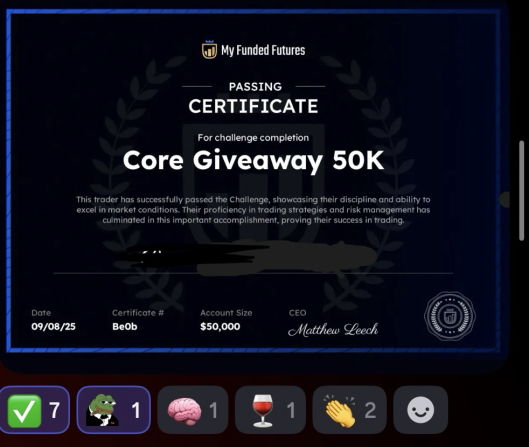 My Funded Futures
PASSING
CERTIFICATE
For challenge completion
Core Giveaway 50K
This trader has successfully passed the Challenge, showcasing their discipline and ability to
excel in market conditions. Their proficiency in trading strategies and risk management has
culminated in this important accomplishment, proving their success in trading.
Date Certificate # Account Size CEO
09/08/25 Be0b $50,000 Matthew Leech
7 1 1 1 2